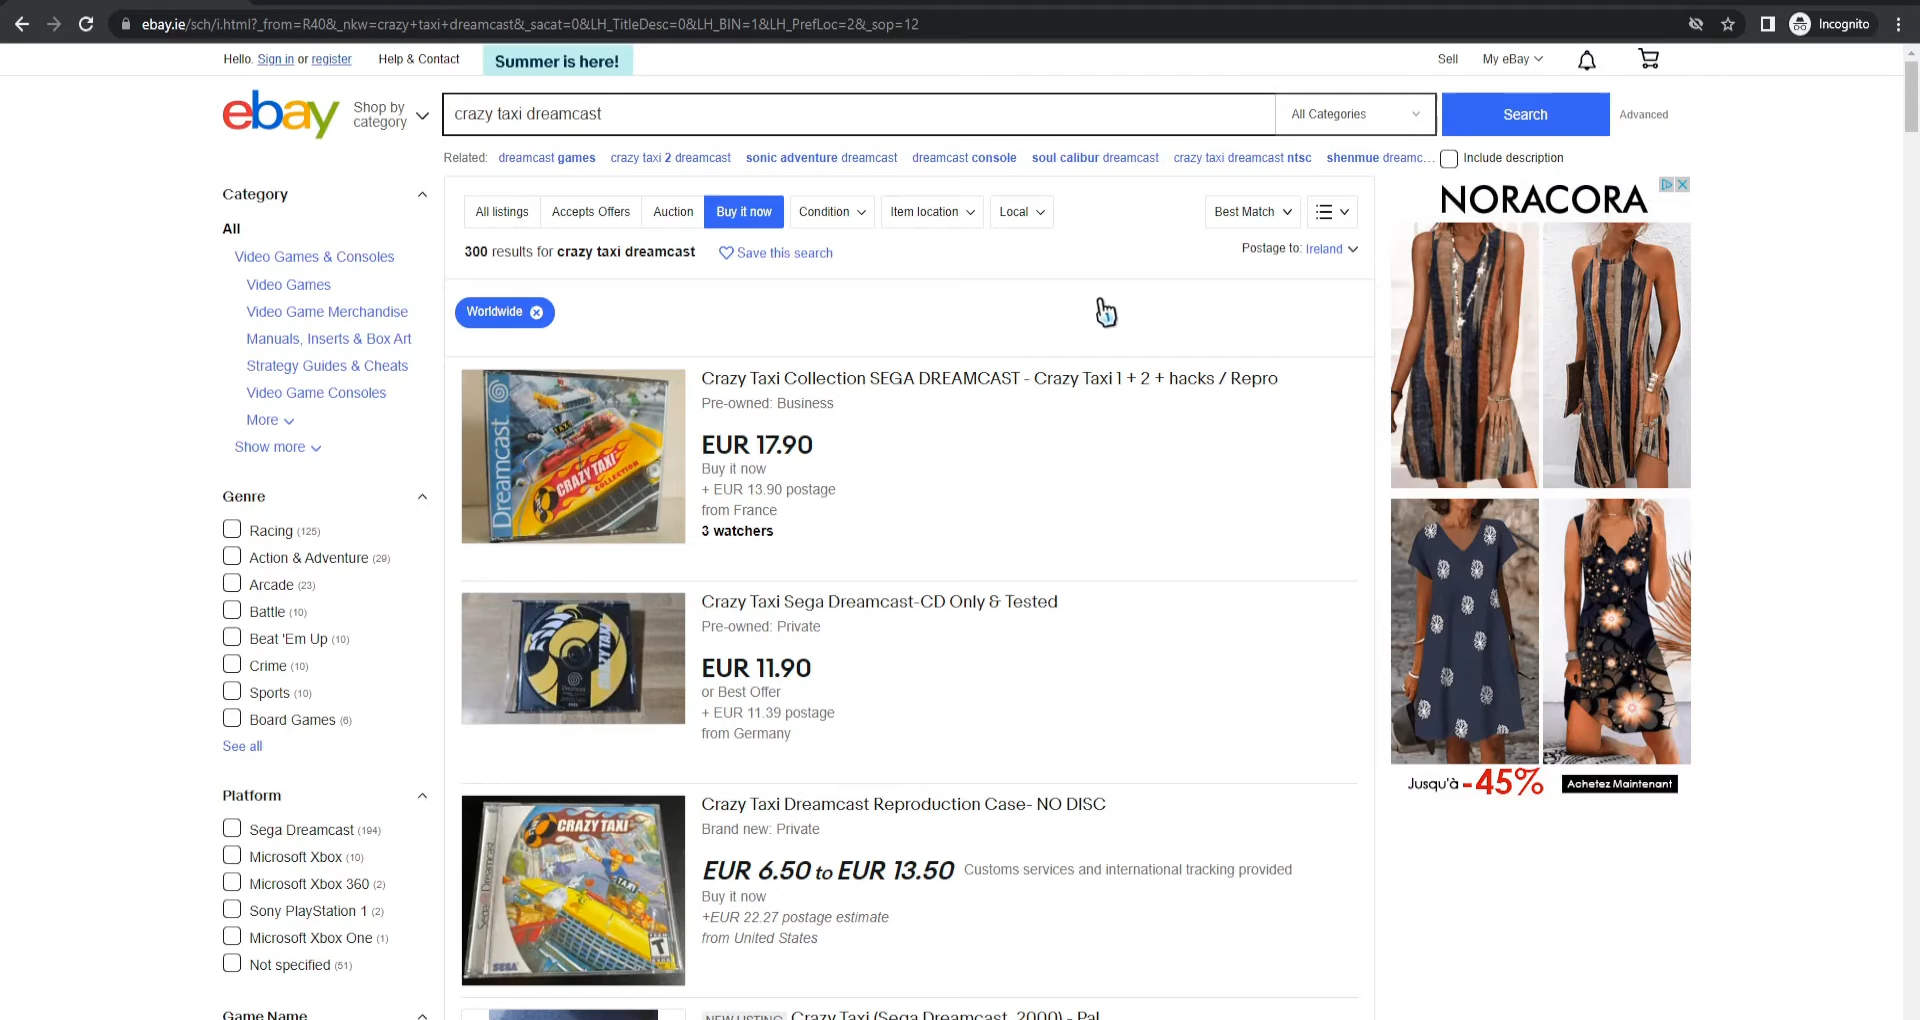 ebay.ie/sch/i.html?_from=R40&_nkw=crazy+taxi+dreamcast&_sacat=0&LH_TitleDesc=0&LH_BIN=1&LH_PrefLoc=2&_sop=12
Incognito
Hello. Sign in or register
Help & Contact
Summer is here!
Sell
My eBay
ebay
Shop by
category
crazy taxi dreamcast
All Categories
Search
Advanced
Related: dreamcast games crazy taxi 2 dreamcast sonic adventure dreamcast dreamcast console soul calibur dreamcast crazy taxi dreamcast ntsc shenmue dreamc...
Include description
Category
All
Video Games & Consoles
Video Games
Video Game Merchandise
Manuals, Inserts & Box Art
Strategy Guides & Cheats
Video Game Consoles
More
Show more
Genre
Racing (125)
Action & Adventure (29)
Arcade (23)
Battle (10)
Beat 'Em Up (10)
Crime (10)
Sports (10)
Board Games (6)
See all
Platform
Sega Dreamcast (194)
Microsoft Xbox (10)
Microsoft Xbox 360 (2)
Sony PlayStation 1 (2)
Microsoft Xbox One (1)
Not specified (51)
Game Name
All listings Accepts Offers Auction Buy it now Condition Item location Local
Best Match
300 results for crazy taxi dreamcast
Save this search
Postage to: Ireland
Worldwide
Dreamcast
TAXI
CRAZY TAXI
COLLECTION
Crazy Taxi Collection SEGA DREAMCAST - Crazy Taxi 1 + 2 + hacks / Repro
Pre-owned: Business
EUR 17.90
Buy it now
+ EUR 13.90 postage
from France
3 watchers
CRAZY TAXI
Dreamcast
Crazy Taxi Sega Dreamcast-CD Only & Tested
Pre-owned: Private
EUR 11.90
or Best Offer
+ EUR 11.39 postage
from Germany
CRAZY TAXI
TAXI
Sega Dreamcast
SEGA
T
Crazy Taxi Dreamcast Reproduction Case- NO DISC
Brand new: Private
EUR 6.50 to EUR 13.50
Customs services and international tracking provided
Buy it now
+EUR 22.27 postage estimate
from United States
NEW LISTING Crazy Taxi (Sega Dreamcast, 2000) - Pal
NORACORA
Jusqu'à -45%
Achetez Maintenant